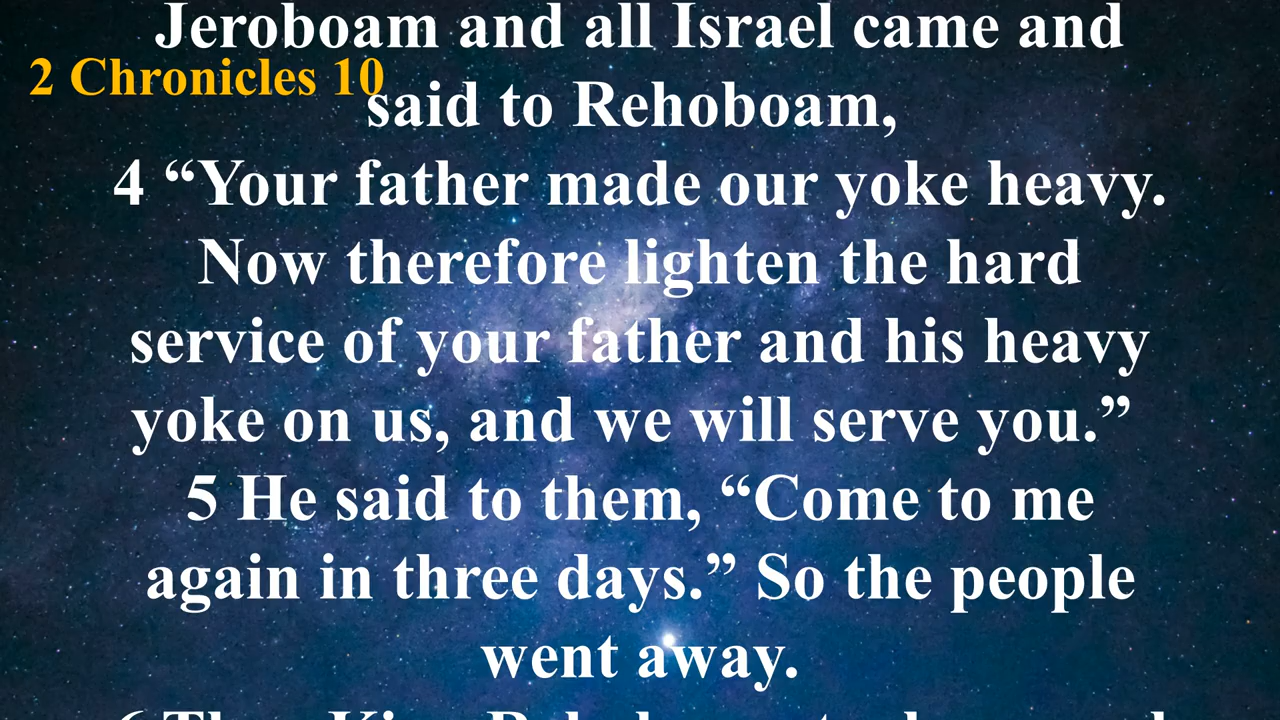 Jeroboam and all Israel came and
2 Chronicles 10
said to Rehoboam,
4 “Your father made our yoke heavy.
Now therefore lighten the hard
service of your father and his heavy
yoke on us, and we will serve you.”
5 He said to them, “Come to me
again in three days.” So the people
went away.